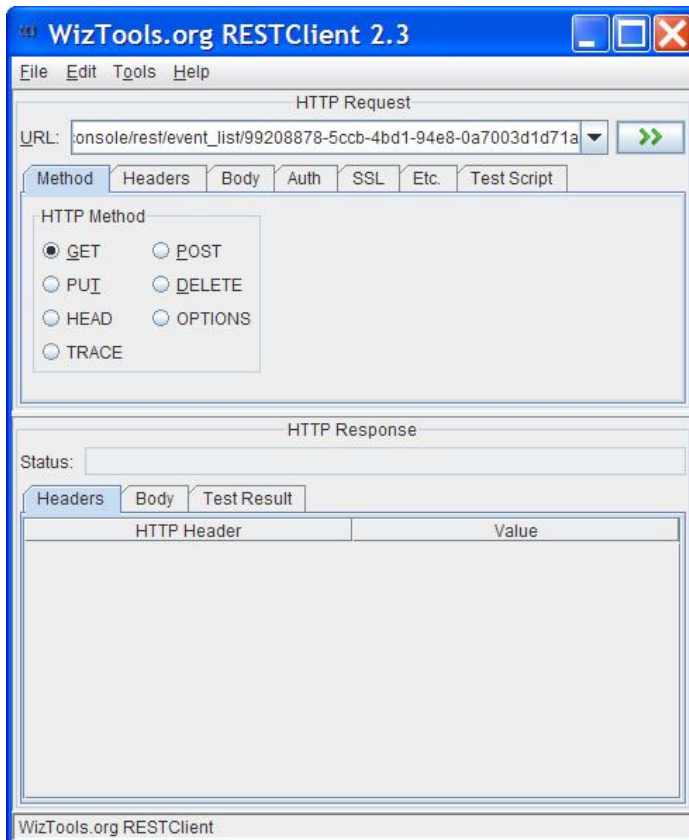 WizTools.org RESTClient 2.3
File Edit Tools Help
HTTP Request
URL: :onsole/rest/event_list/99208878-5ccb-4bd1-94e8-0a7003d1d71a >>
Method Headers Body Auth SSL Etc. Test Script
HTTP Method
GET POST
PUT DELETE
HEAD OPTIONS
TRACE
HTTP Response
Status:
Headers Body Test Result
HTTP Header Value
WizTools.org RESTClient